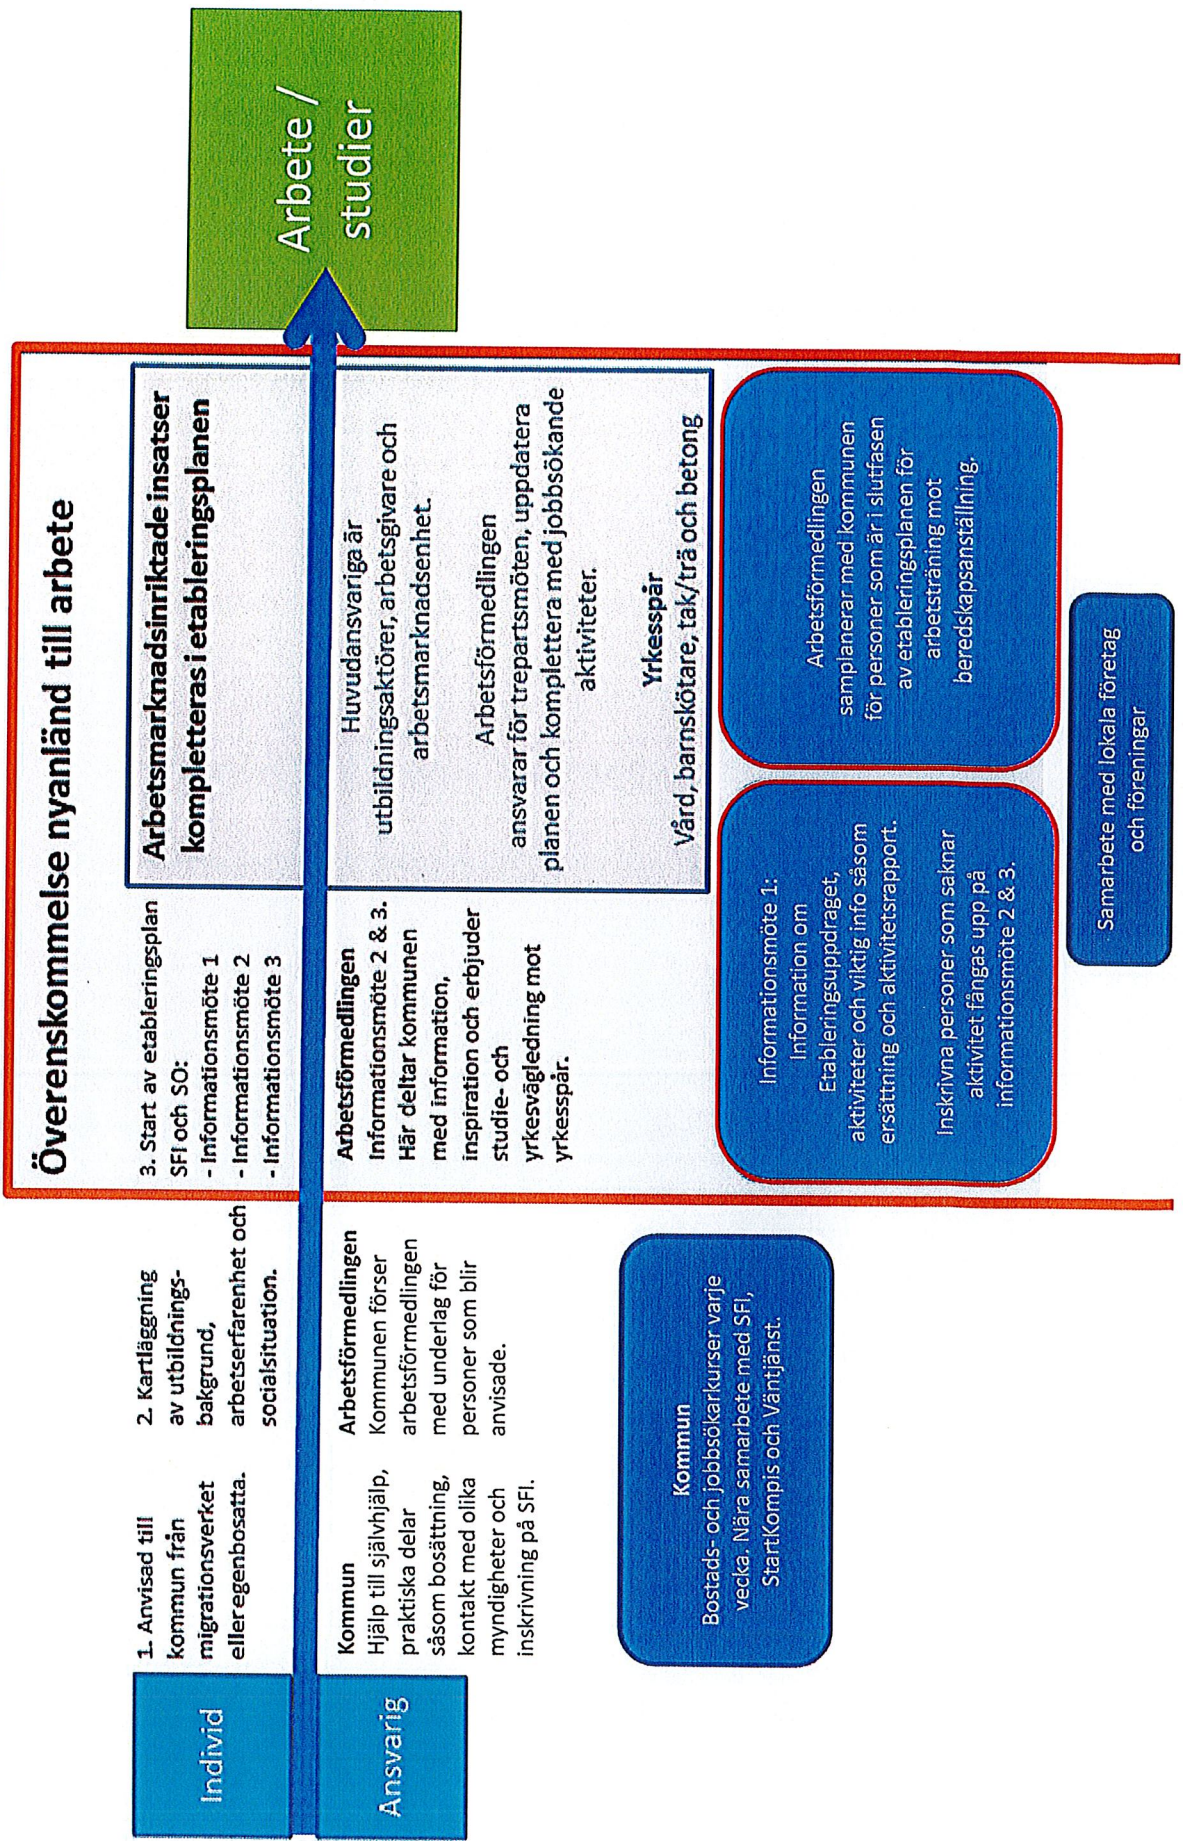 Överenskommelse nyanländ till arbete
Individ
1. Anvisad till
kommun från
migrationsverket
elleregenbosatta.
2. Kartläggning
av utbildnings-
bakgrund,
arbetserfarenhet och
socialsituation.
3. Start av etableringsplan
SFI och SO:
- Informationsmöte 1
- Informationsmöte 2
- Informationsmöte 3
Arbetsmarknadsinriktade insatser
kompletteras i etableringsplanen
Arbete /
studier
Ansvarig
Kommun
Hjälp till självhjälp,
praktiska delar
såsom bosättning,
kontakt med olika
myndigheter och
inskrivning på SFI.
Arbetsförmedlingen
Kommunen förser
arbetsförmedlingen
med underlag för
personer som blir
anvisade.
Arbetsförmedlingen
Informationsmöte 2 & 3.
Här deltar kommunen
med information,
inspiration och erbjuder
studie- och
yrkesvägledning mot
yrkesspår.
Huvudansvariga är
utbildningsaktörer, arbetsgivare och
arbetsmarknadsenhet.
Arbetsförmedlingen
ansvarar för trepartsmöten, uppdatera
planen och komplettera med jobbsökande
aktiviteter.
Yrkesspår
Vård, barnskötare, tak/trä och betong
Kommun
Bostads- och jobbsökarkurser varje
vecka. Nära samarbete med SFI,
StartKompis och Väntjänst.
Informationsmöte 1:
Information om
Etableringsuppdraget,
aktiviteter och viktig info såsom
ersättning och aktivitetsrapport.
Inskrivna personer som saknar
aktivitet fångas upp på
informationsmöte 2 & 3.
Arbetsförmedlingen
samplanerar med kommunen
för personer som är i slutfasen
av etableringsplanen för
arbetsträning mot
beredskapsanställning.
Samarbete med lokala företag
och föreningar